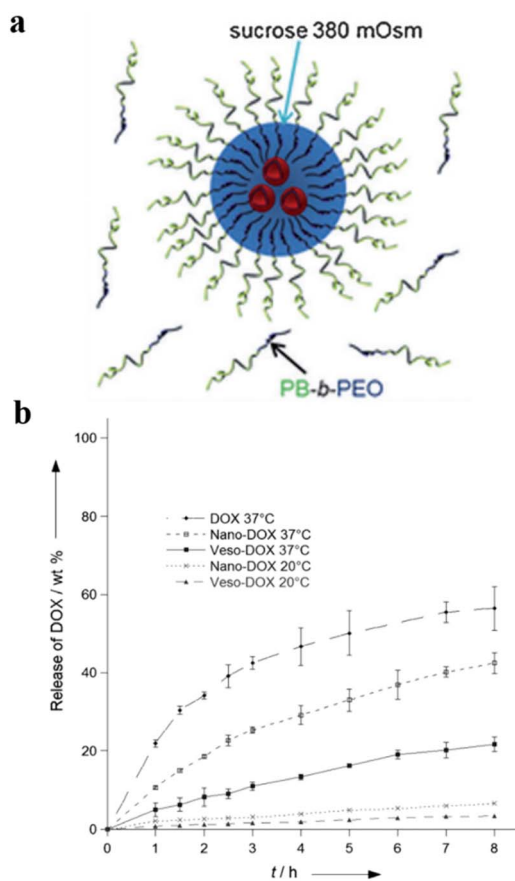 a
sucrose 380 mOsm
PB-b-PEO
b
Release of DOX / wt %
100
80
60
40
20
0
DOX 37°C
Nano-DOX 37°C
Veso-DOX 37°C
Nano-DOX 20°C
Veso-DOX 20°C
0 1 2 3 4 5 6 7 8
t / h